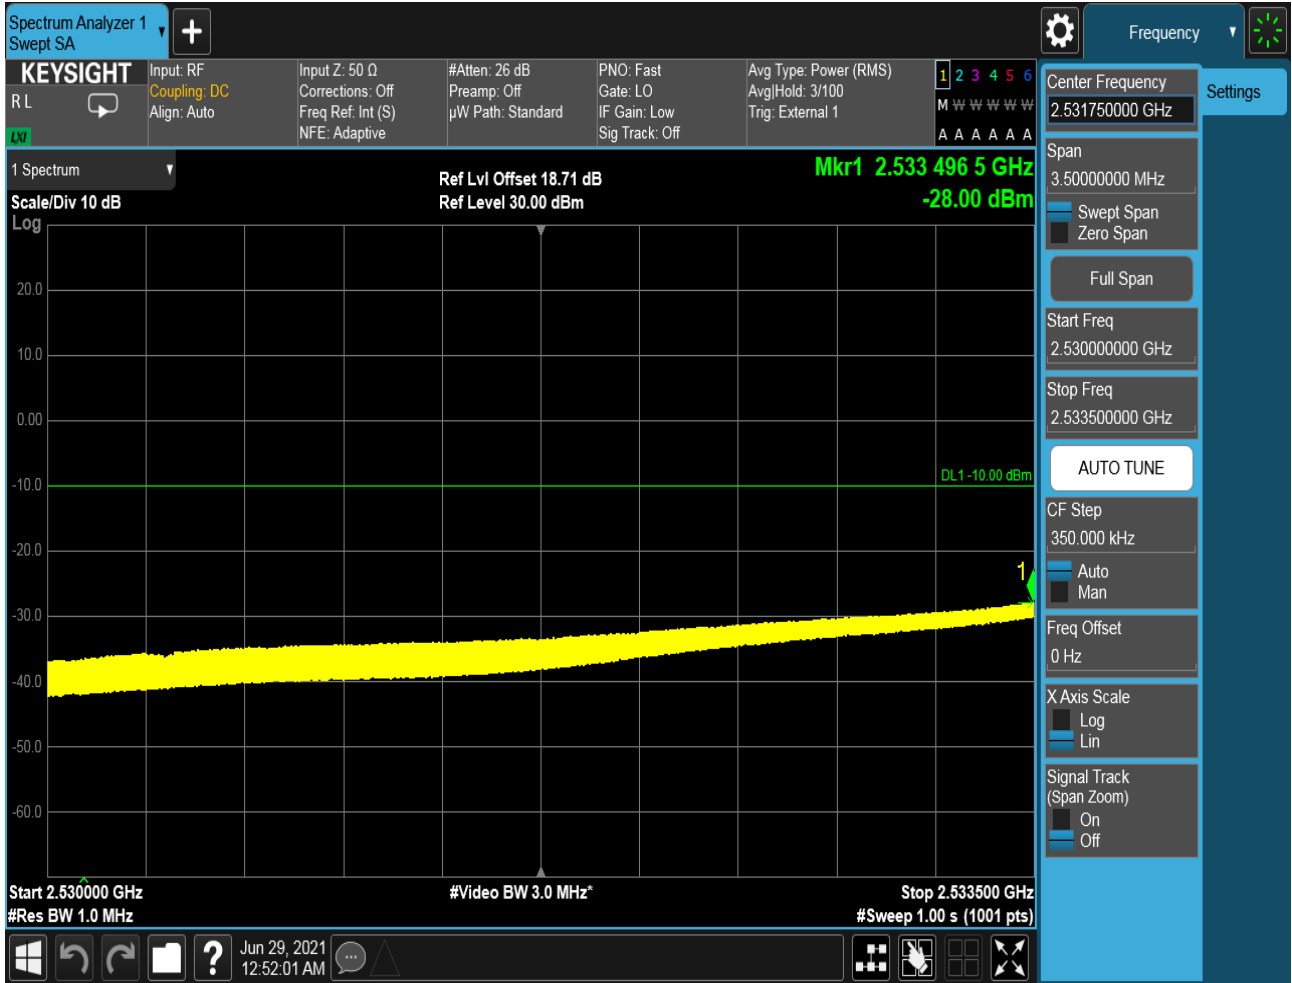 Spectrum Analyzer 1
Swept SA
Frequency
KEYSIGHT
R L
LXI
Input: RF
Coupling: DC
Align: Auto
Input Z: 50 Ω
Corrections: Off
Freq Ref: Int (S)
NFE: Adaptive
#Atten: 26 dB
Preamp: Off
µW Path: Standard
PNO: Fast
Gate: LO
IF Gain: Low
Sig Track: Off
Avg Type: Power (RMS)
Avg|Hold: 3/100
Trig: External 1
1 2 3 4 5 6
M W W W W W
A A A A A A
1 Spectrum
Scale/Div 10 dB
Log
Ref Lvl Offset 18.71 dB
Ref Level 30.00 dBm
Mkr1 2.533 496 5 GHz
-28.00 dBm
20.0
10.0
0.00
-10.0
-20.0
-30.0
-40.0
-50.0
-60.0
DL1 -10.00 dBm
1
Start 2.530000 GHz
#Res BW 1.0 MHz
#Video BW 3.0 MHz*
Stop 2.533500 GHz
#Sweep 1.00 s (1001 pts)
Jun 29, 2021
12:52:01 AM
Center Frequency
2.531750000 GHz
Span
3.50000000 MHz
Swept Span
Zero Span
Full Span
Start Freq
2.530000000 GHz
Stop Freq
2.533500000 GHz
AUTO TUNE
CF Step
350.000 kHz
Auto
Man
Freq Offset
0 Hz
X Axis Scale
Log
Lin
Signal Track
(Span Zoom)
On
Off
Settings